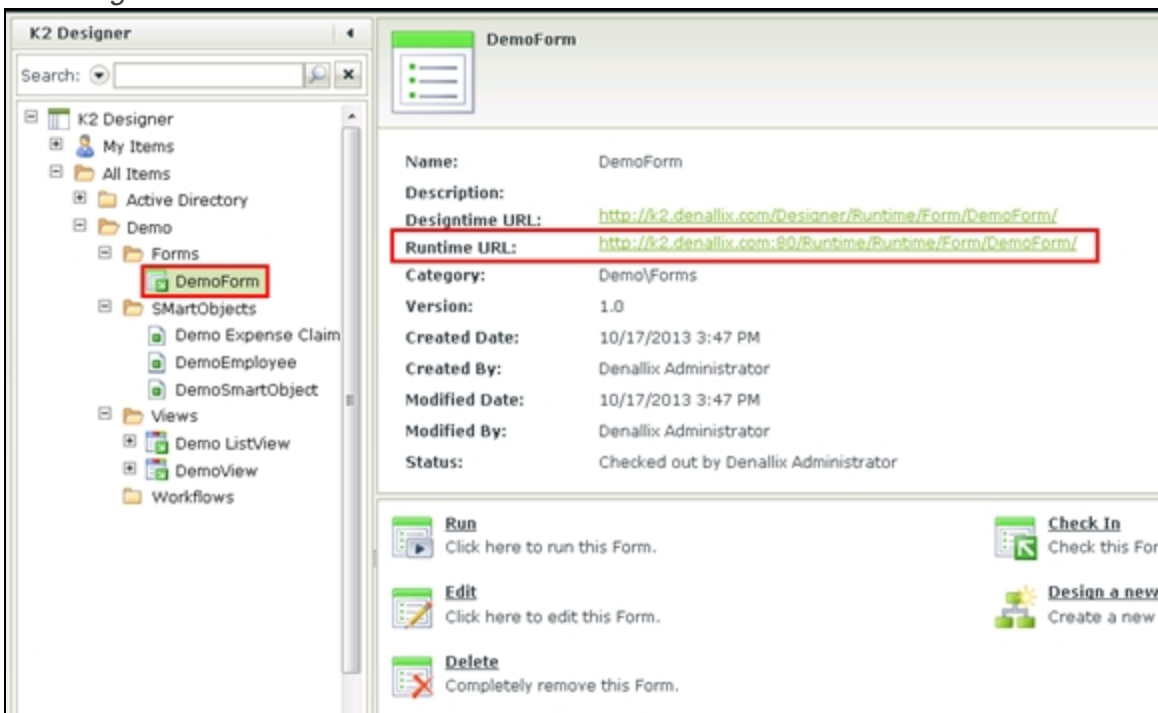 K2 Designer
Search:
K2 Designer
My Items
All Items
Active Directory
Demo
Forms
DemoForm
SMartObjects
Demo Expense Claim
DemoEmployee
DemoSmartObject
Views
Demo ListView
DemoView
Workflows
DemoForm
Name: DemoForm
Description:
Designtime URL: http://k2.denallix.com/Designer/Runtime/Form/DemoForm/
Runtime URL: http://k2.denallix.com:80/Runtime/Runtime/Form/DemoForm/
Category: Demo\Forms
Version: 1.0
Created Date: 10/17/2013 3:47 PM
Created By: Denallix Administrator
Modified Date: 10/17/2013 3:47 PM
Modified By: Denallix Administrator
Status: Checked out by Denallix Administrator
Run
Click here to run this Form.
Edit
Click here to edit this Form.
Delete
Completely remove this Form.
Check In
Check this For
Design a new
Create a new